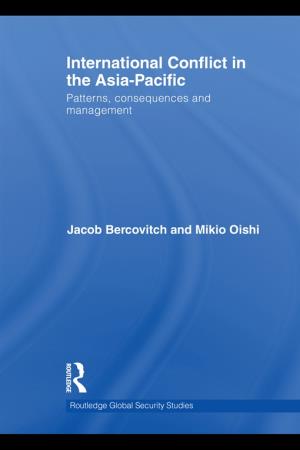 International Conflict in
the Asia-Pacific
Patterns, consequences and
management
Jacob Bercovitch and Mikio Oishi
ROUTLEDGE
Routledge Global Security Studies